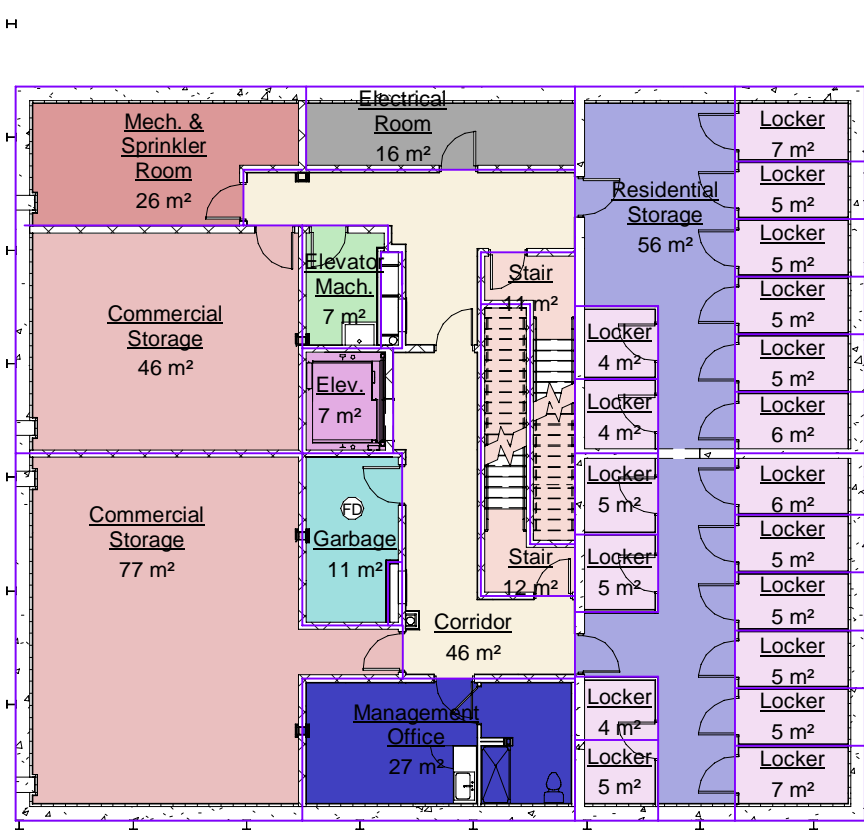 Electrical
Room
16 m²
Mech. &
Sprinkler
Room
26 m²
Residential
Storage
56 m²
Locker
7 m²
Locker
5 m²
Locker
5 m²
Locker
5 m²
Locker
5 m²
Locker
6 m²
Elevator
Mach.
7 m²
Stair
11 m²
Commercial
Storage
46 m²
Locker
4 m²
Locker
4 m²
Elev.
7 m²
Commercial
Storage
77 m²
FD
Garbage
11 m²
Locker
5 m²
Locker
5 m²
Locker
6 m²
Locker
5 m²
Locker
5 m²
Locker
5 m²
Locker
5 m²
Locker
7 m²
Stair
12 m²
Corridor
46 m²
Management
Office
27 m²
Locker
4 m²
Locker
5 m²